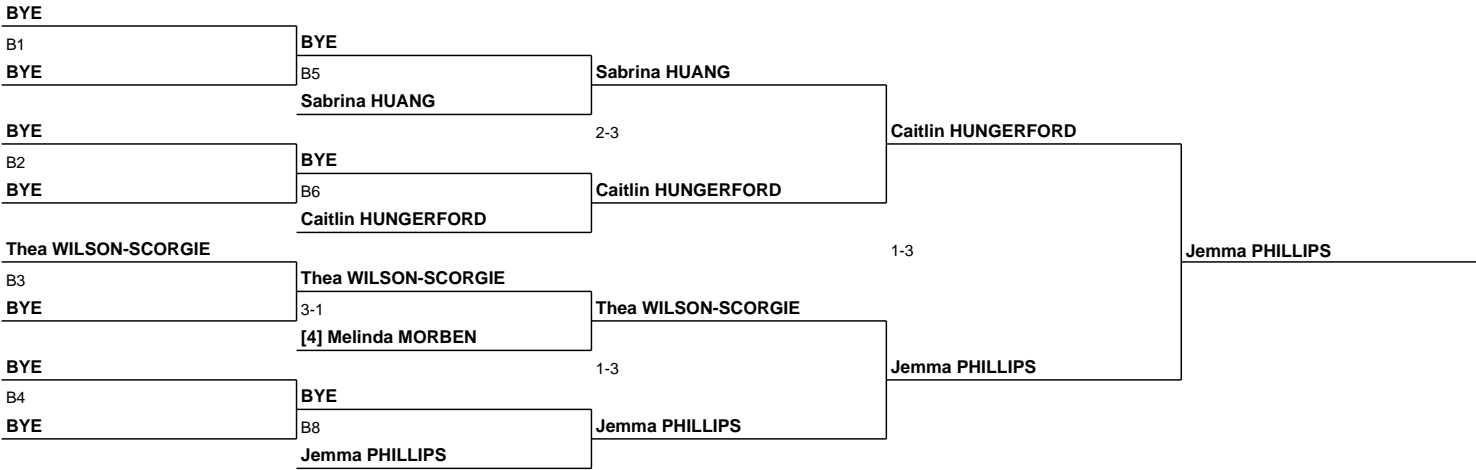 BYE
B1
BYE
BYE
B5
Sabrina HUANG
Sabrina HUANG
BYE
B2
BYE
BYE
B6
Caitlin HUNGERFORD
2-3
Caitlin HUNGERFORD
Caitlin HUNGERFORD
Thea WILSON-SCORGIE
B3
BYE
Thea WILSON-SCORGIE
3-1
[4] Melinda MORBEN
Thea WILSON-SCORGIE
BYE
B4
BYE
BYE
B8
Jemma PHILLIPS
1-3
Jemma PHILLIPS
Jemma PHILLIPS
1-3
Jemma PHILLIPS